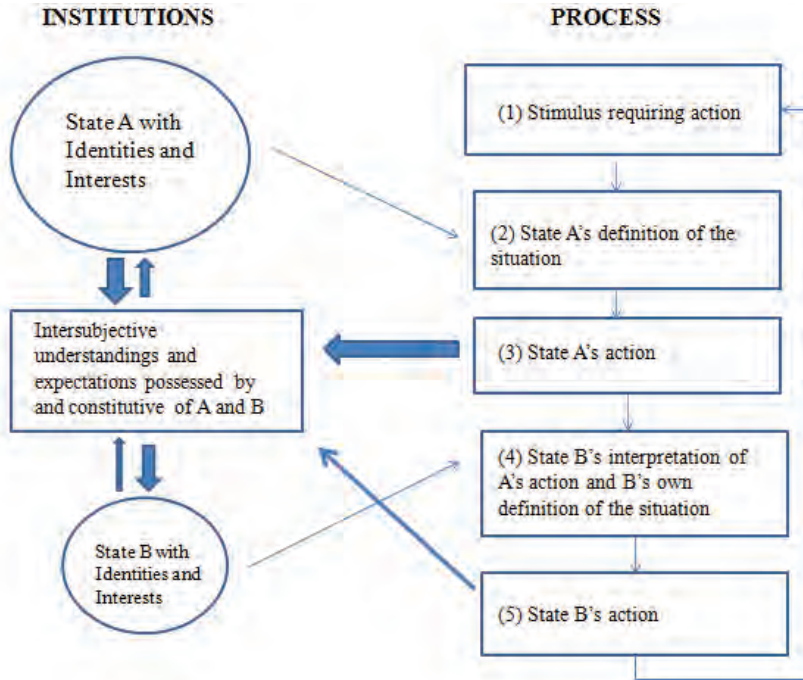 INSTITUTIONS
State A with
Identities and
Interests
Intersubjective
understandings and
expectations possessed by
and constitutive of A and B
State B with
Identities and
Interests
PROCESS
(1) Stimulus requiring action
(2) State A's definition of the
situation
(3) State A's action
(4) State B's interpretation of
A's action and B's own
definition of the situation
(5) State B's action